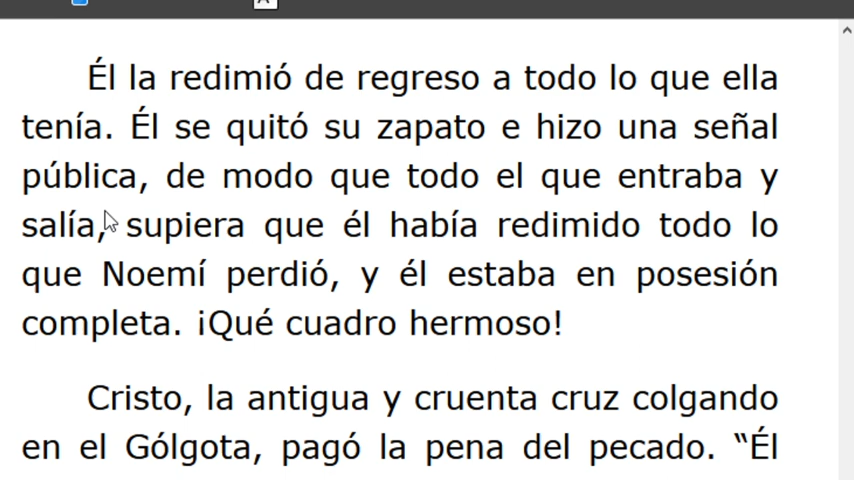 Él la redimió de regreso a todo lo que ella
tenía. Él se quitó su zapato e hizo una señal
pública, de modo que todo el que entraba y
salía, supiera que él había redimido todo lo
que Noemí perdió, y él estaba en posesión
completa. ¡Qué cuadro hermoso!
Cristo, la antigua y cruenta cruz colgando
en el Gólgota, pagó la pena del pecado. “Él